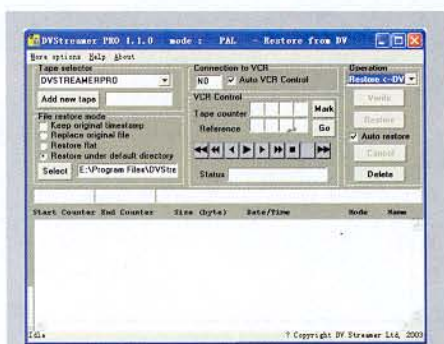 DVStreamer PRO 1.1.0 mode : PAL - Restore from DV
More options Help About
Tape selector
DVSTREAMERPRO
Add new tape
File restore mode
Keep original timestamp
Replace original file
Restore flat
Restore under default directory
Select E:\Program Files\DVStre
Connection to VCR
NO Auto VCR Control
VCR Control
Tape counter Mark
Reference Go
Status
Operation
Restore <-DV
Verify
Restore
Auto restore
Cancel
Delete
Start Counter End Counter Size (byte) Date/Time Mode Name
Idle ? Copyright DV Streamer Ltd, 2003